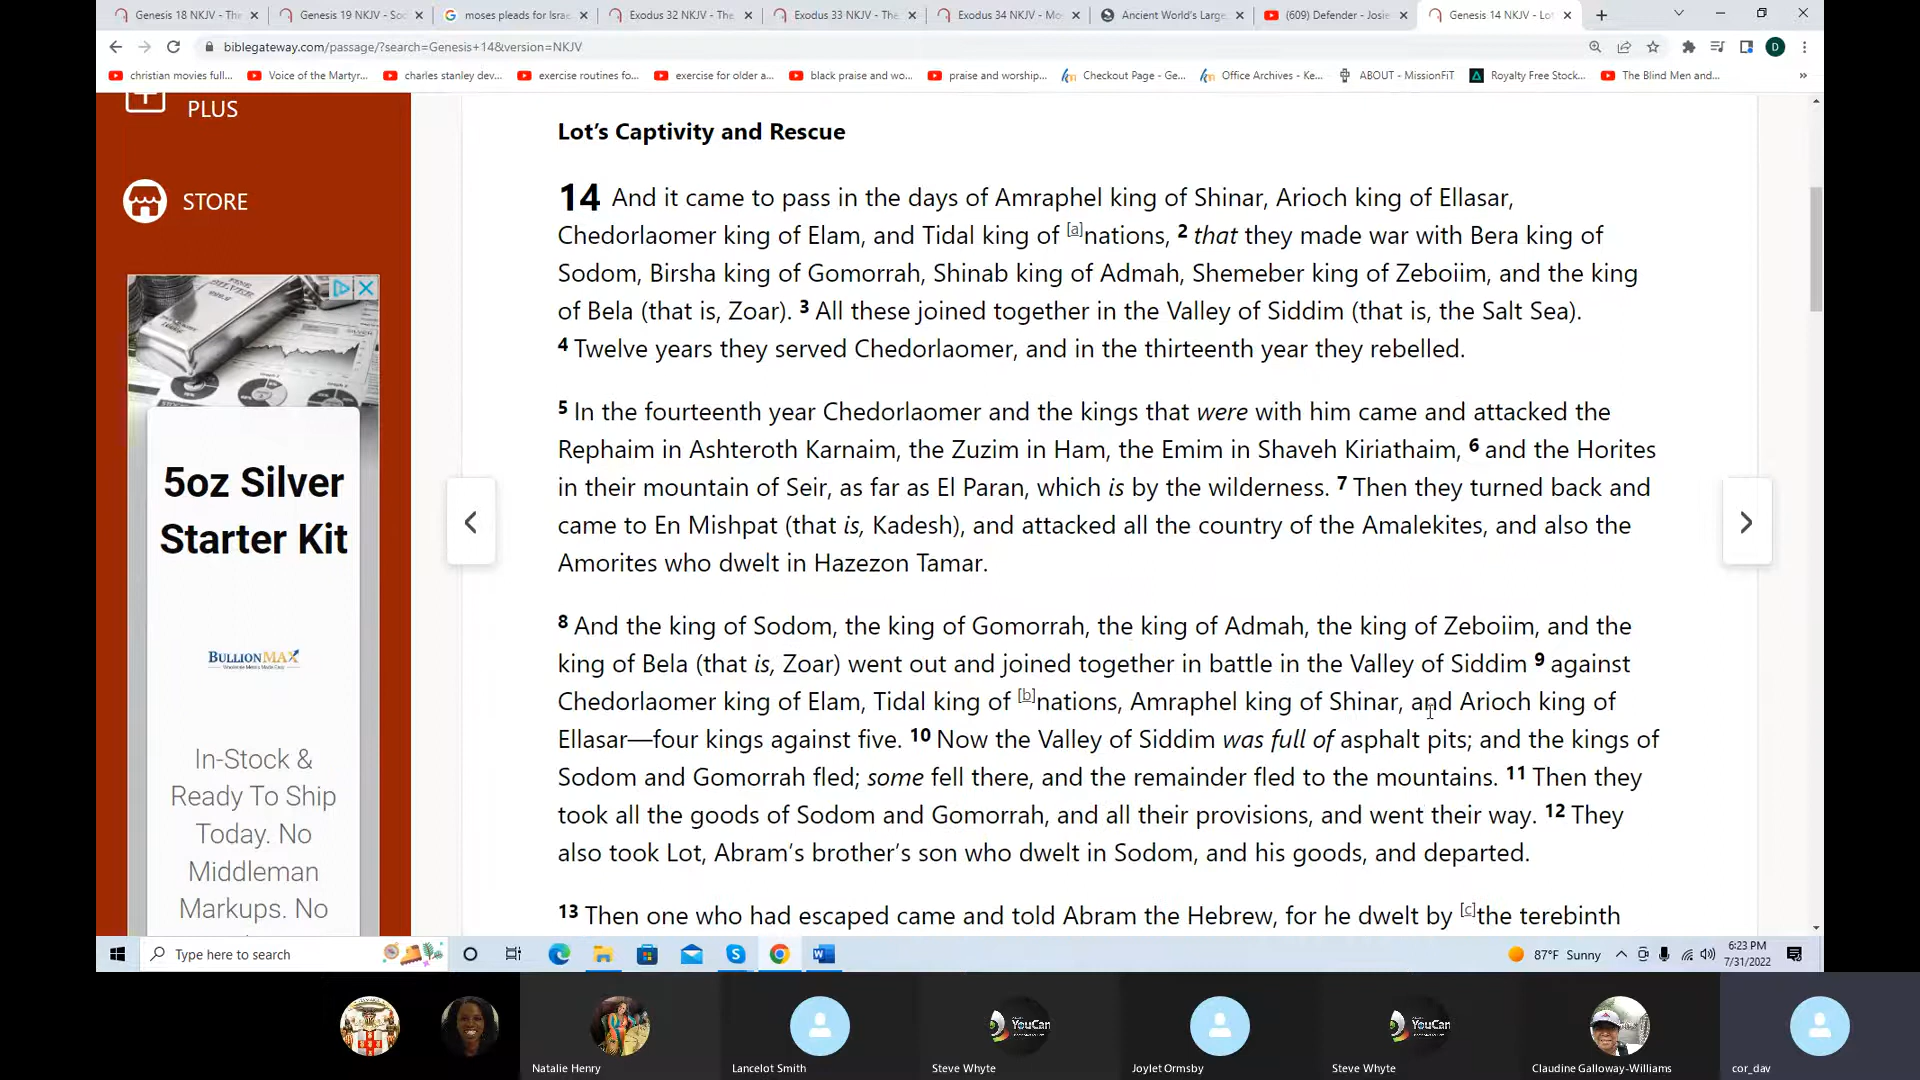 Genesis 18 NKJV - The
Genesis 19 NKJV - So
moses pleads for Israe
Exodus 32 NKJV - The
Exodus 33 NKJV - The
Exodus 34 NKJV - Mo
Ancient World's Large
(609) Defender - Josie
Genesis 14 NKJV - Lo
biblegateway.com/passage/?search=Genesis+14&version=NKJV
D
christian movies full...
Voice of the Martyr...
charles stanley dev...
exercise routines fo...
exercise for older a...
black praise and wo...
praise and worship...
Checkout Page - Ge...
Office Archives - Ke...
ABOUT - MissionFiT
Royalty Free Stock...
The Blind Men and...
PLUS
STORE
5oz Silver
Starter Kit
BULLIONMAX
In-Stock &
Ready To Ship
Today. No
Middleman
Markups. No
Lot's Captivity and Rescue
14 And it came to pass in the days of Amraphel king of Shinar, Arioch king of Ellasar,
Chedorlaomer king of Elam, and Tidal king of [a]nations, 2 that they made war with Bera king of
Sodom, Birsha king of Gomorrah, Shinab king of Admah, Shemeber king of Zeboiim, and the king
of Bela (that is, Zoar). 3 All these joined together in the Valley of Siddim (that is, the Salt Sea).
4 Twelve years they served Chedorlaomer, and in the thirteenth year they rebelled.
5 In the fourteenth year Chedorlaomer and the kings that were with him came and attacked the
Rephaim in Ashteroth Karnaim, the Zuzim in Ham, the Emim in Shaveh Kiriathaim, 6 and the Horites
in their mountain of Seir, as far as El Paran, which is by the wilderness. 7 Then they turned back and
came to En Mishpat (that is, Kadesh), and attacked all the country of the Amalekites, and also the
Amorites who dwelt in Hazezon Tamar.
8 And the king of Sodom, the king of Gomorrah, the king of Admah, the king of Zeboiim, and the
king of Bela (that is, Zoar) went out and joined together in battle in the Valley of Siddim 9 against
Chedorlaomer king of Elam, Tidal king of [b]nations, Amraphel king of Shinar, and Arioch king of
Ellasar—four kings against five. 10 Now the Valley of Siddim was full of asphalt pits; and the kings of
Sodom and Gomorrah fled; some fell there, and the remainder fled to the mountains. 11 Then they
took all the goods of Sodom and Gomorrah, and all their provisions, and went their way. 12 They
also took Lot, Abram's brother's son who dwelt in Sodom, and his goods, and departed.
13 Then one who had escaped came and told Abram the Hebrew, for he dwelt by [c]the terebinth
Type here to search
87°F Sunny
6:23 PM
7/31/2022
YouCan
YouCan
Natalie Henry
Lancelot Smith
Steve Whyte
Joylet Ormsby
Steve Whyte
Claudine Galloway-Williams
cor_dav